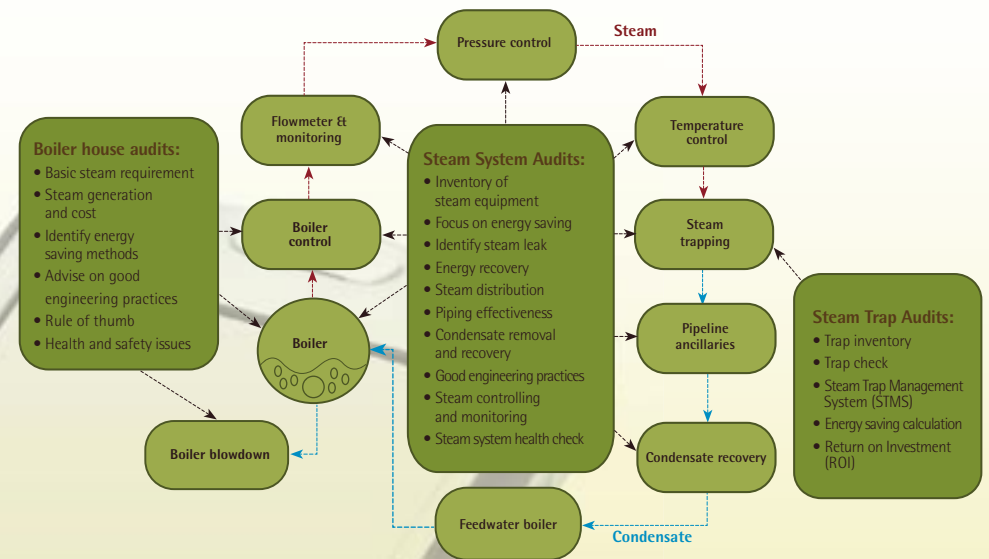 Pressure control
Steam
Flowmeter &
monitoring
Temperature
control
Boiler house audits:
• Basic steam requirement
• Steam generation
and cost
• Identify energy
saving methods
• Advise on good
engineering practices
• Rule of thumb
• Health and safety issues
Steam System Audits:
• Inventory of
steam equipment
• Focus on energy saving
• Identify steam leak
• Energy recovery
• Steam distribution
• Piping effectiveness
• Condensate removal
and recovery
• Good engineering practices
• Steam controlling
and monitoring
• Steam system health check
Boiler
control
Steam
trapping
Boiler
Pipeline
ancillaries
Steam Trap Audits:
• Trap inventory
• Trap check
• Steam Trap Management
System (STMS)
• Energy saving calculation
• Return on Investment
(ROI)
Boiler blowdown
Condensate recovery
Feedwater boiler
Condensate